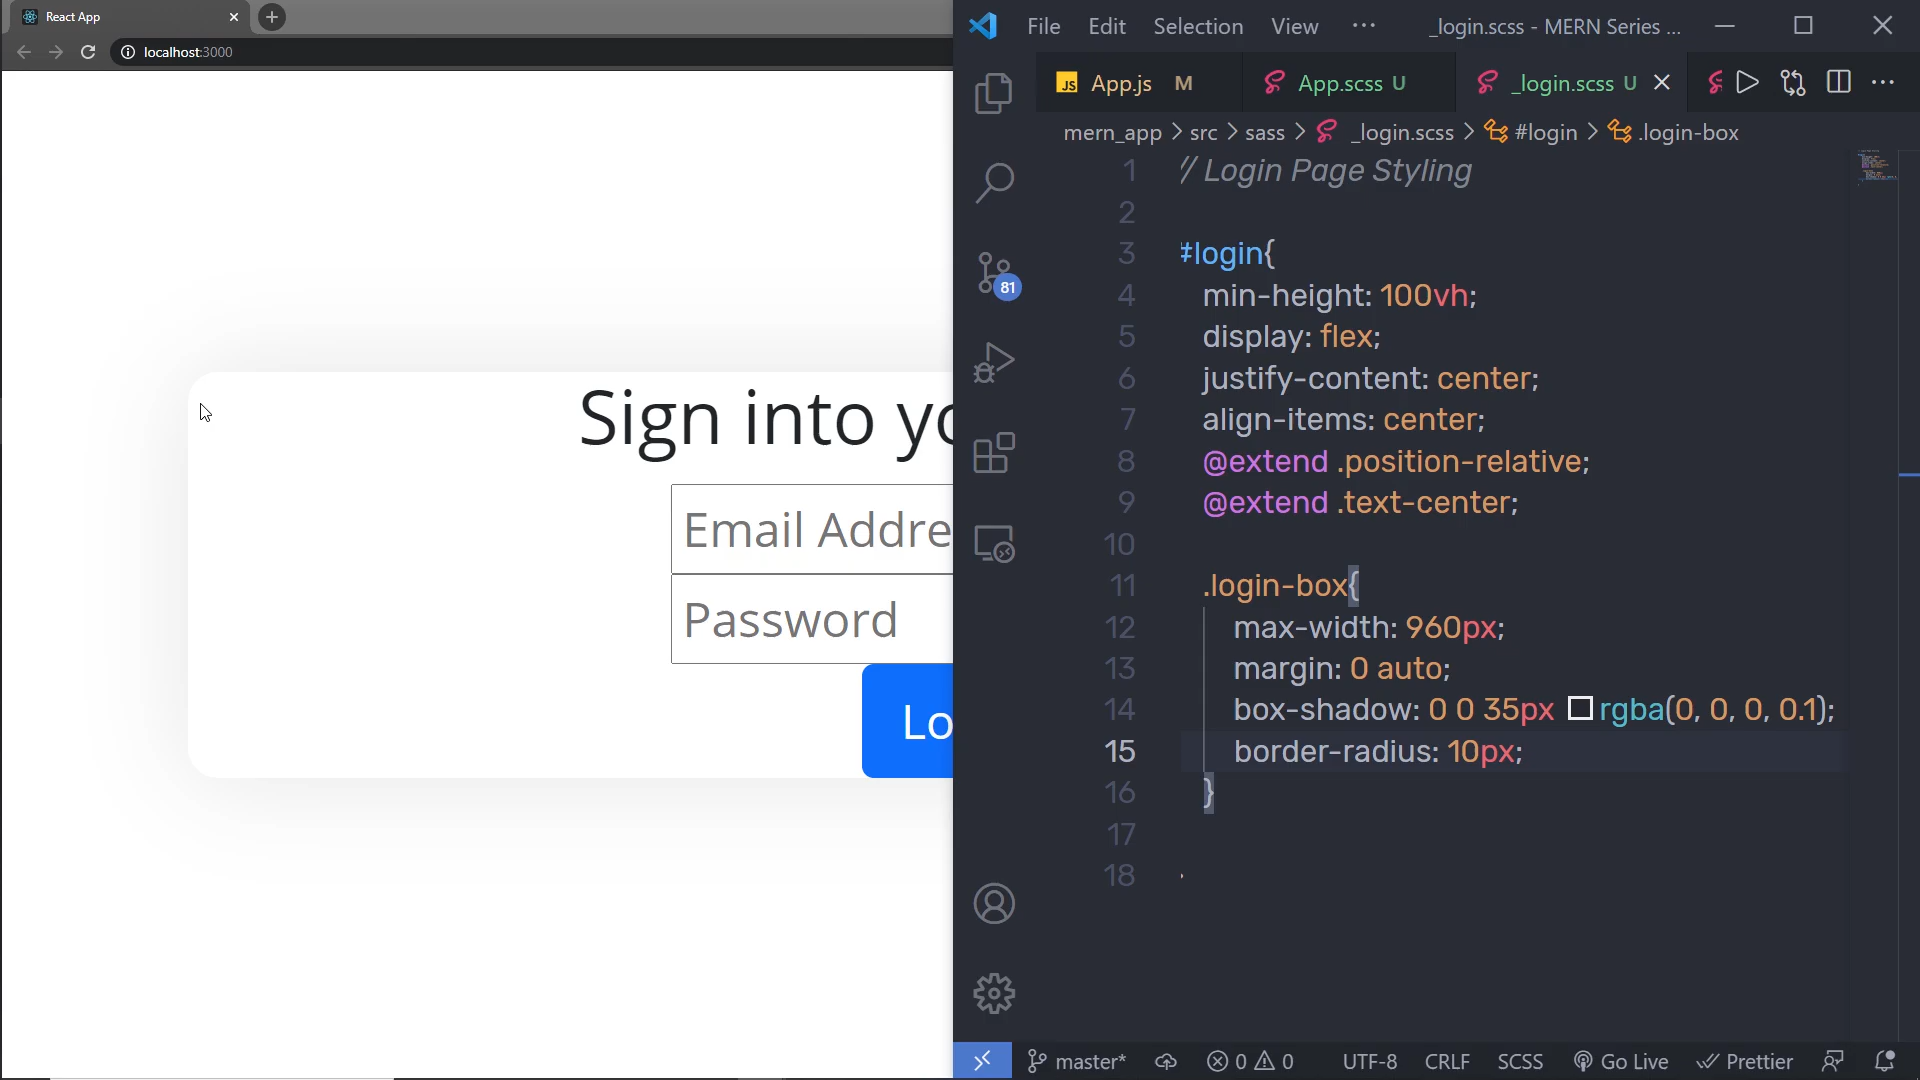 React App
localhost:3000
Sign into yo
Email Addre
Password
Lo
File Edit Selection View ··· _login.scss - MERN Series ...
JS App.js M App.scss U _login.scss U
mern_app > src > sass > _login.scss > #login > .login-box
81
1 // Login Page Styling
2
3 #login{
4 min-height: 100vh;
5 display: flex;
6 justify-content: center;
7 align-items: center;
8 @extend .position-relative;
9 @extend .text-center;
10
11 .login-box{
12 max-width: 960px;
13 margin: 0 auto;
14 box-shadow: 0 0 35px rgba(0, 0, 0, 0.1);
15 border-radius: 10px;
16 }
17
18
master* 0 0 UTF-8 CRLF SCSS Go Live Prettier